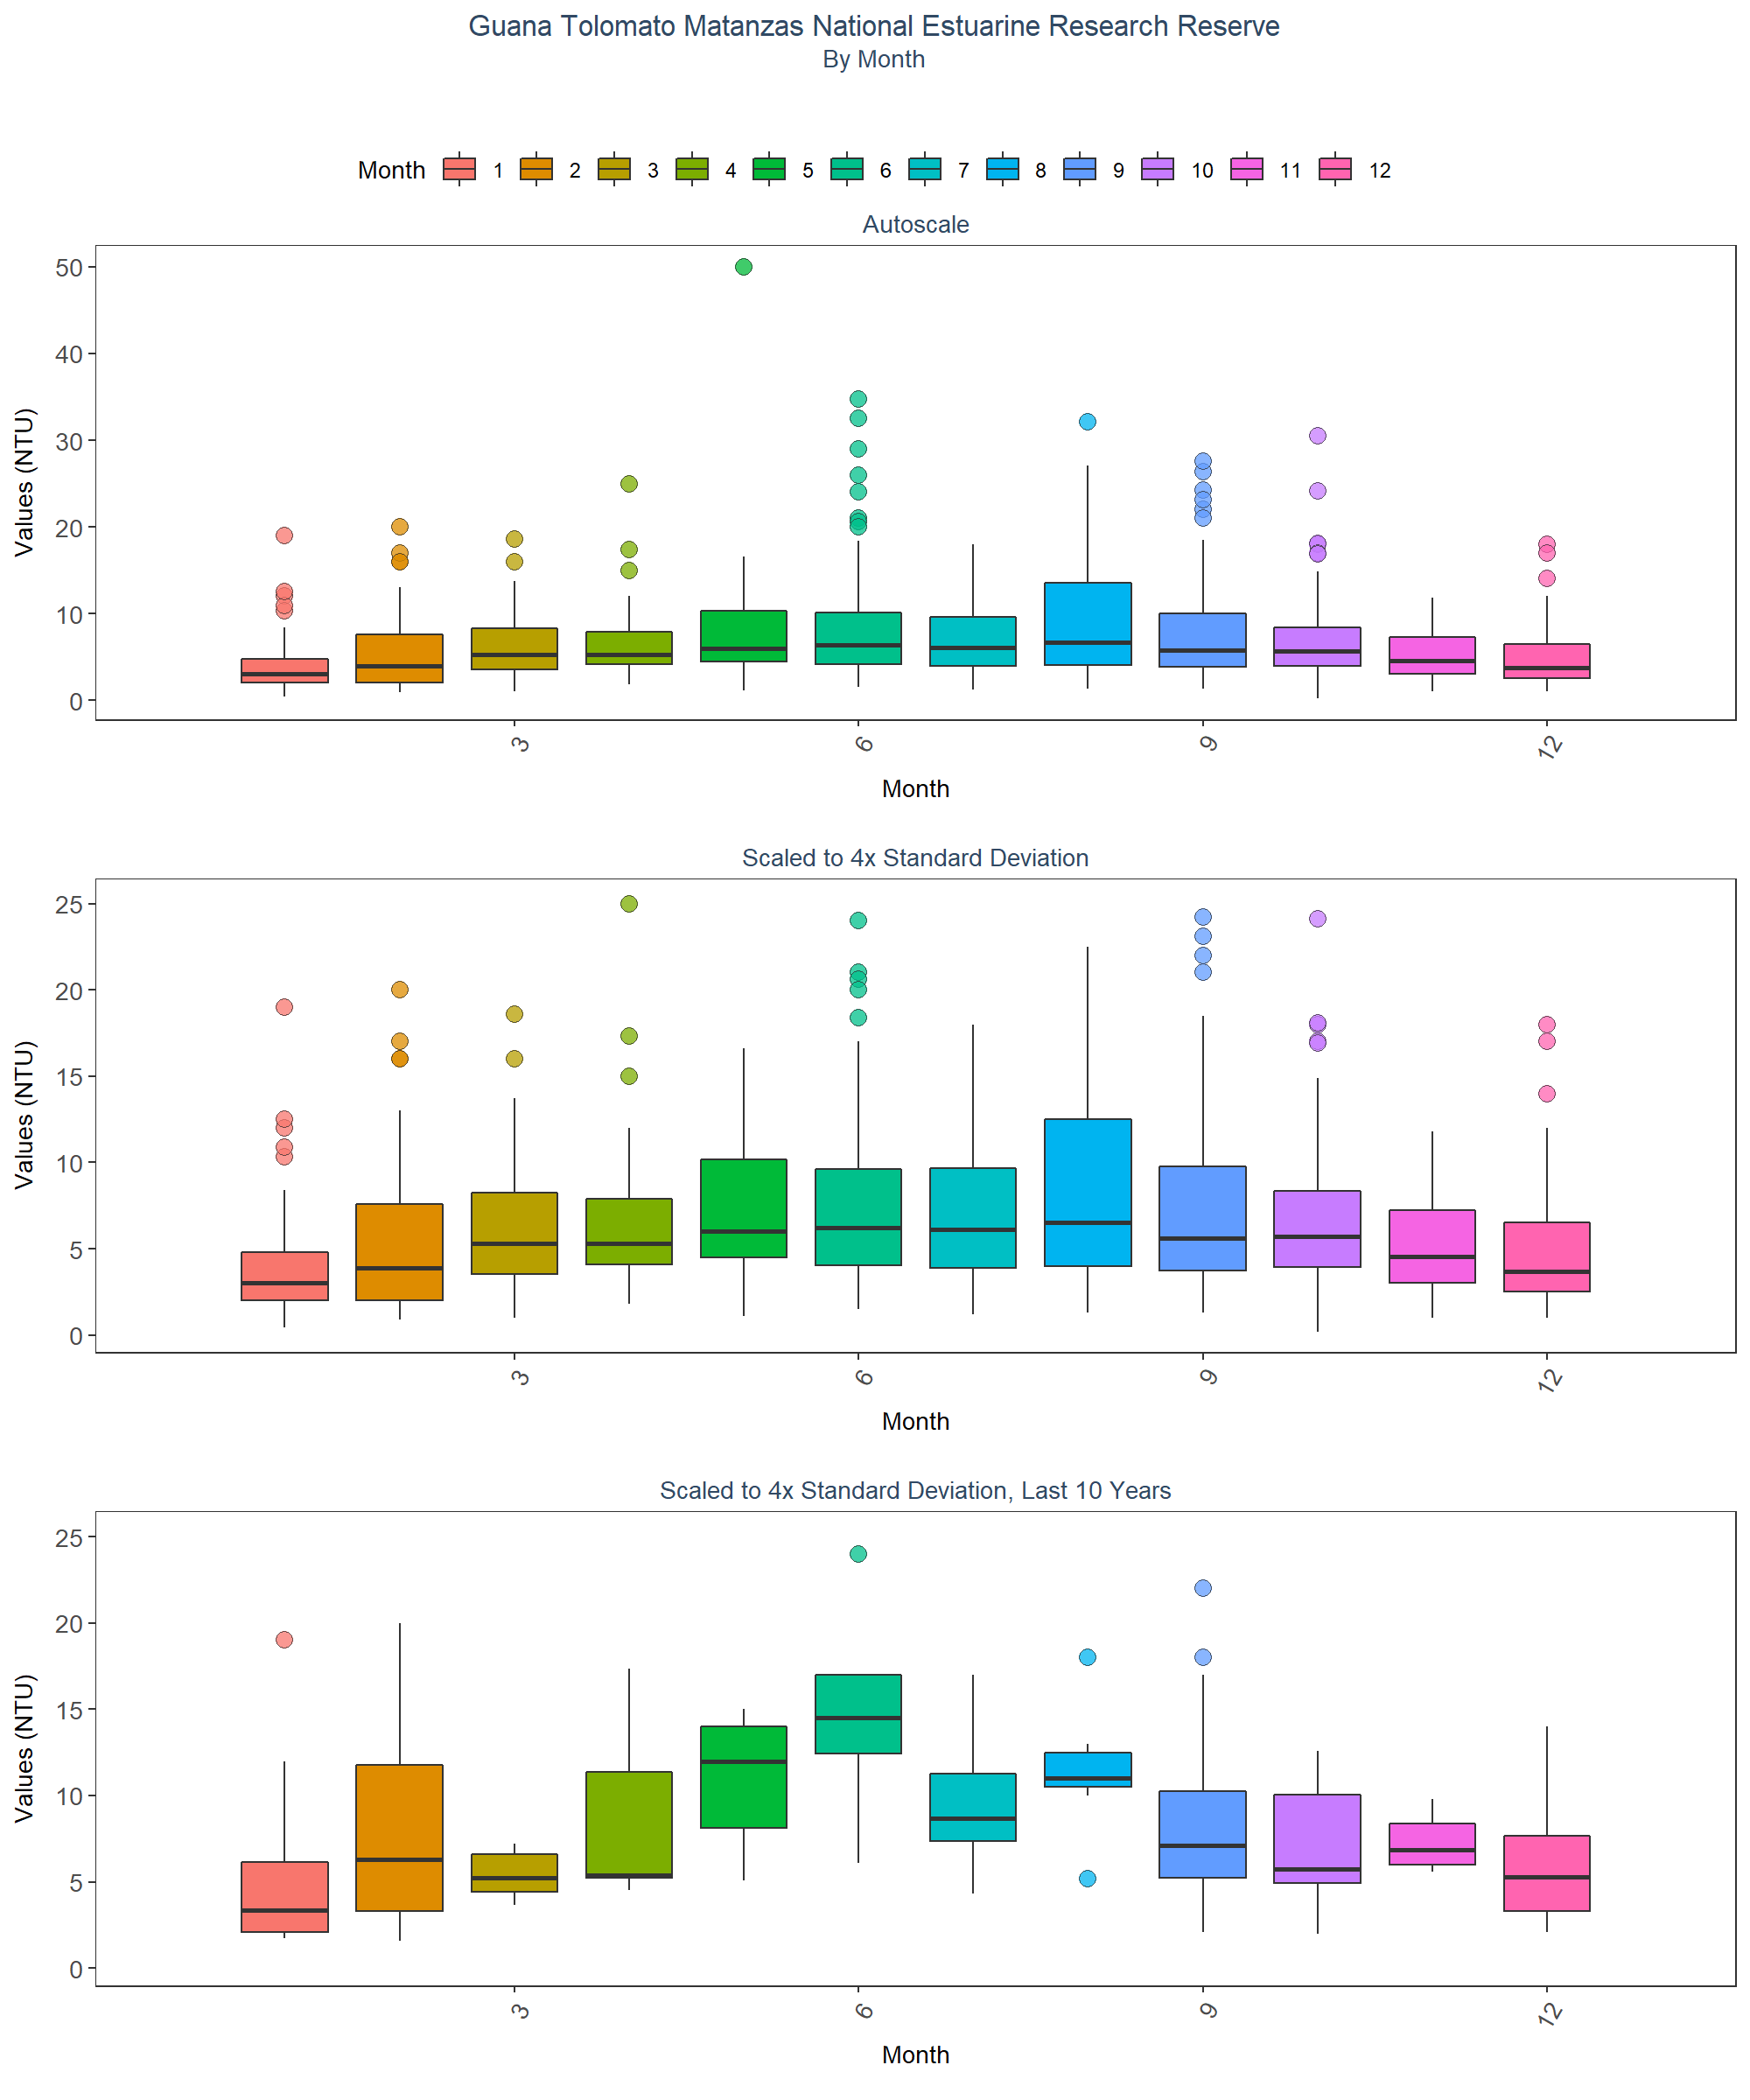 Guana Tolomato Matanzas National Estuarine Research Reserve
By Month
Month 1 2 3 4 5 6 7 8 9 10 11 12
Autoscale
Values (NTU)
50
40
30
20
10
0
3 6 9 12
Month
Scaled to 4x Standard Deviation
Values (NTU)
25
20
15
10
5
0
3 6 9 12
Month
Scaled to 4x Standard Deviation, Last 10 Years
Values (NTU)
25
20
15
10
5
0
3 6 9 12
Month